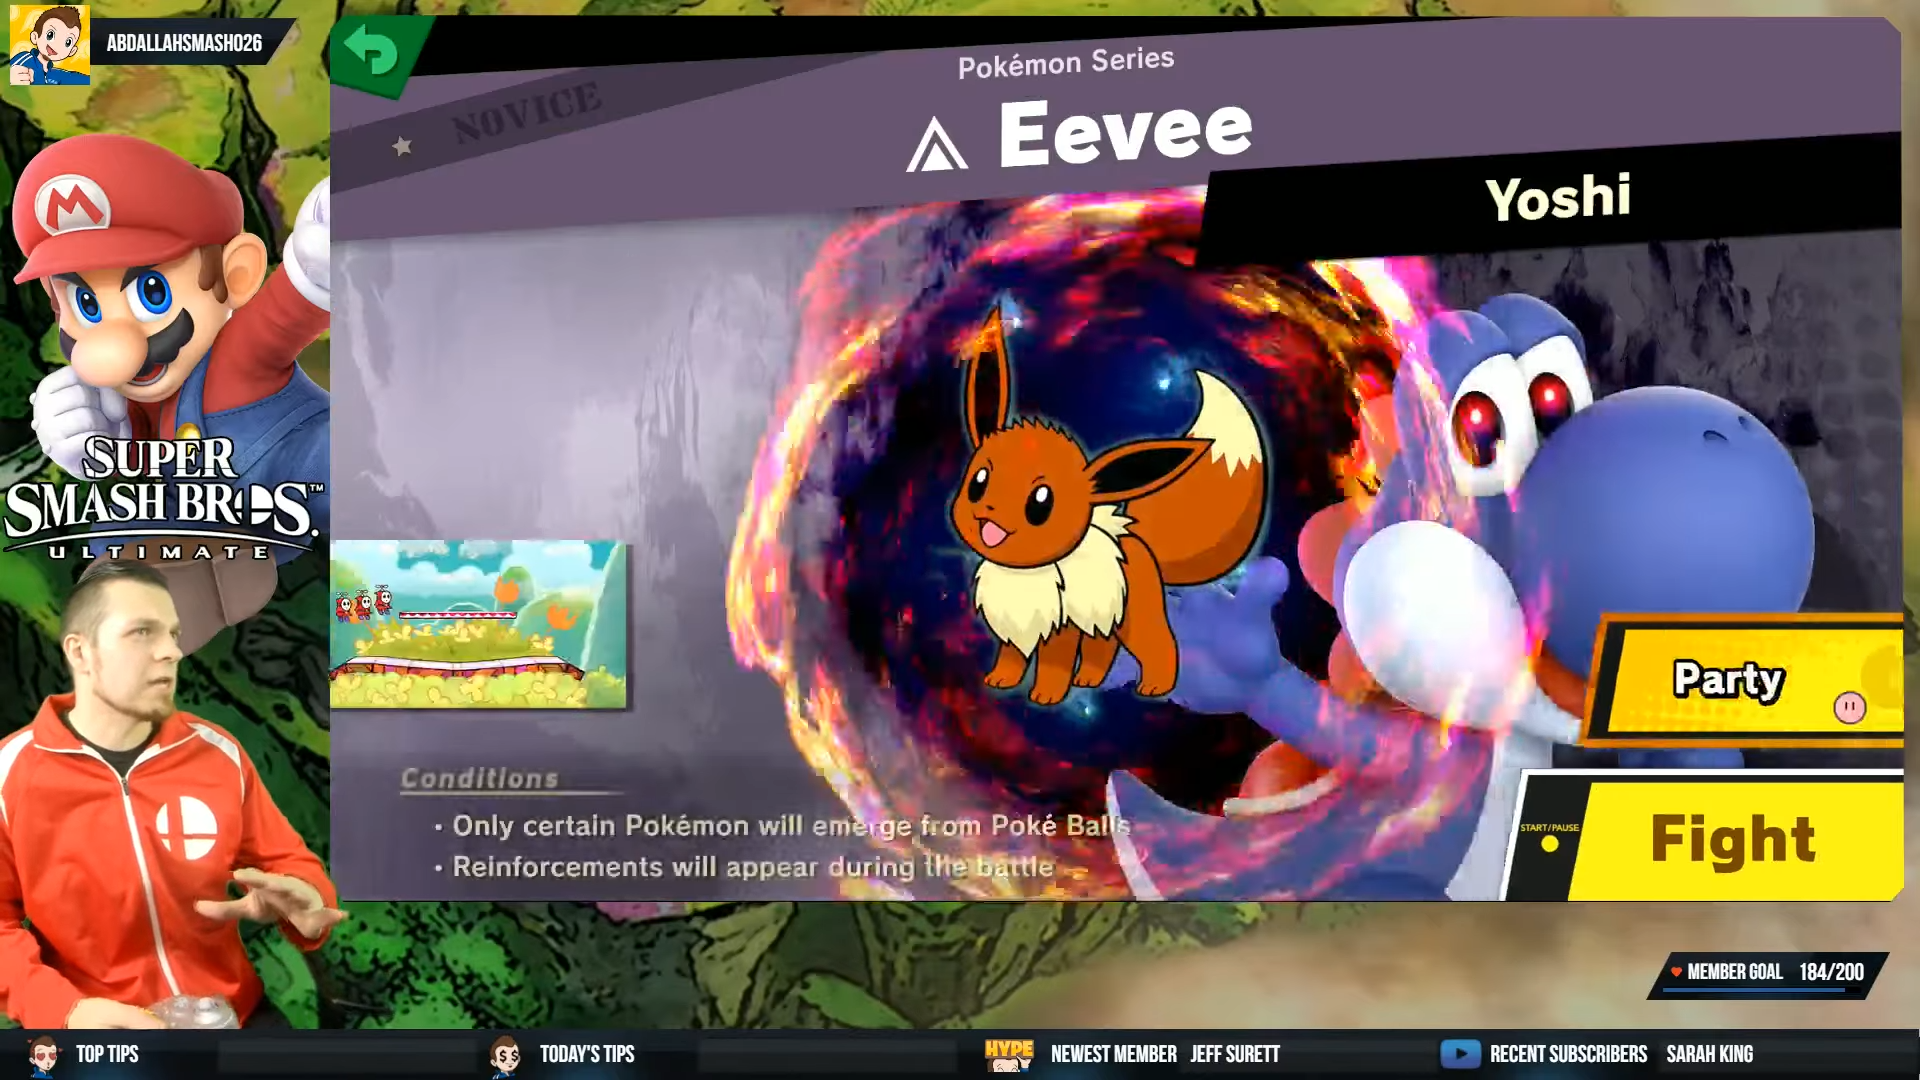 ABDALLAHSMASH026
Pokémon Series
NOVICE
Eevee
Yoshi
M
SUPER
SMASH BROS.™
ULTIMATE
Party
Conditions
• Only certain Pokémon will emerge from Poké Balls
• Reinforcements will appear during the battle
START/PAUSE
Fight
MEMBER GOAL 184/200
TOP TIPS
TODAY'S TIPS
HYPE
NEWEST MEMBER JEFF SURETT
RECENT SUBSCRIBERS SARAH KING